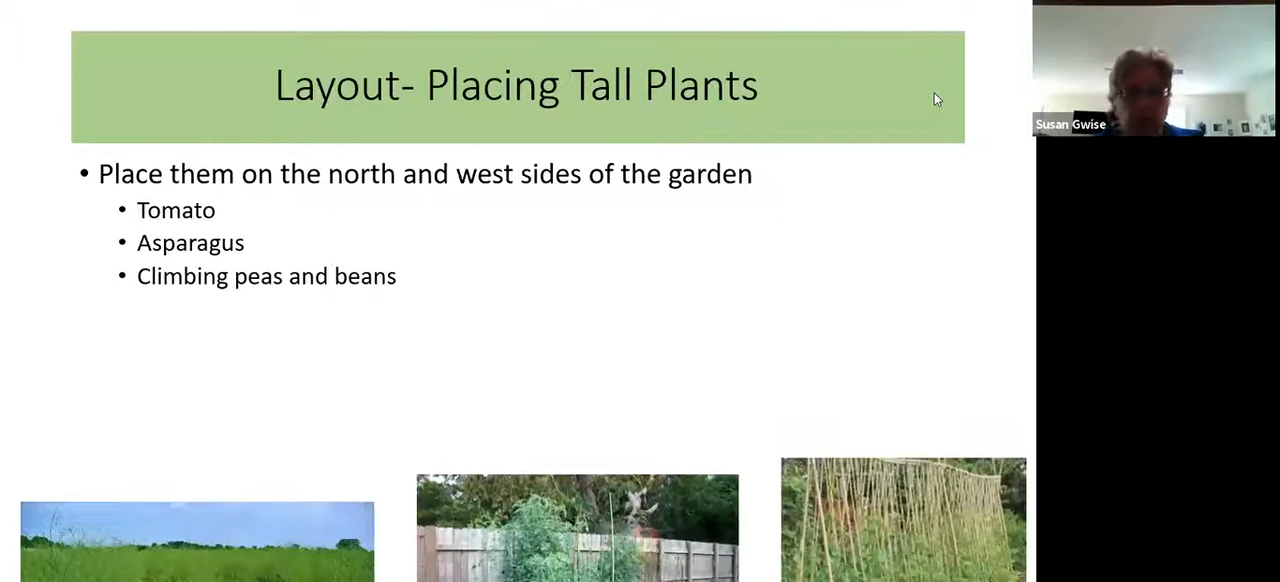 Layout- Placing Tall Plants
• Place them on the north and west sides of the garden
• Tomato
• Asparagus
• Climbing peas and beans
Susan Gwise